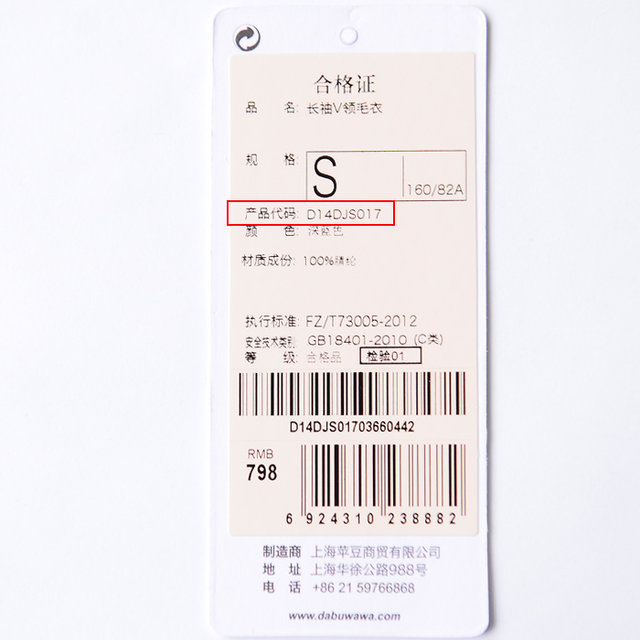 合格证
品 名: 长袖V领毛衣
规 格: S 160/82A
产品代码: D14DJS017
颜 色: 深蓝色
材质成份: 100%腈纶
执行标准: FZ/T73005-2012
安全技术类别: GB18401-2010 (C类)
等 级: 合格品 检验01
D14DJS01703660442
RMB
798
6 924310 238882
制造商 上海苹豆商贸有限公司
地 址 上海华徐公路988号
电 话 +86 21 59766868
www.dabuwawa.com